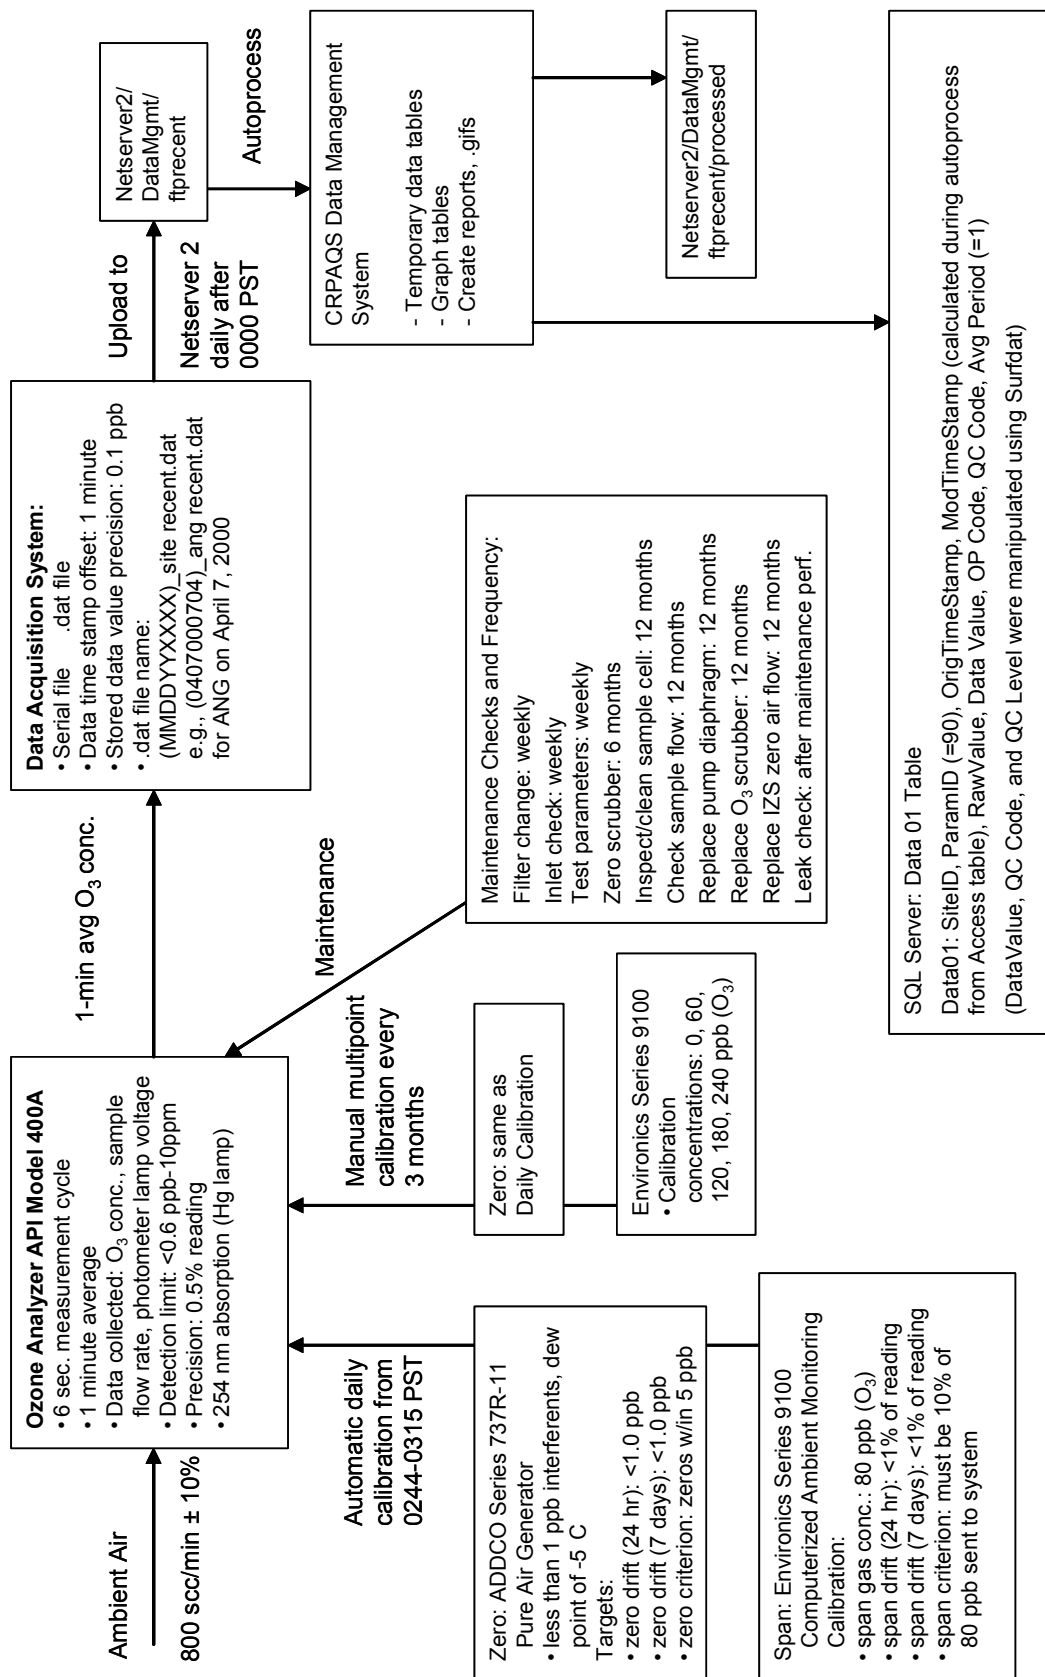 Ambient Air
800 scc/min ± 10%
Ozone Analyzer API Model 400A
• 6 sec. measurement cycle
• 1 minute average
• Data collected: O₃ conc., sample
flow rate, photometer lamp voltage
• Detection limit: <0.6 ppb-10ppm
• Precision: 0.5% reading
• 254 nm absorption (Hg lamp)
1-min avg O₃ conc.
Data Acquisition System:
• Serial file .dat file
• Data time stamp offset: 1 minute
• Stored data value precision: 0.1 ppb
• .dat file name:
(MMDDYYXXXX)_site recent.dat
e.g., (0407000704)_ang recent.dat
for ANG on April 7, 2000
Upload to
Netserver 2
daily after
0000 PST
Netserver2/
DataMgmt/
ftprecent
Autoprocess
CRPAQS Data Management
System
- Temporary data tables
- Graph tables
- Create reports, .gifs
Netserver2/DataMgmt/
ftprecent/processed
Automatic daily
calibration from
0244-0315 PST
Manual multipoint
calibration every
3 months
Maintenance
Zero: ADDCO Series 737R-11
Pure Air Generator
• less than 1 ppb interferents, dew
point of -5 C
Targets:
• zero drift (24 hr): <1.0 ppb
• zero drift (7 days): <1.0 ppb
• zero criterion: zeros w/in 5 ppb
Zero: same as
Daily Calibration
Maintenance Checks and Frequency:
Filter change: weekly
Inlet check: weekly
Test parameters: weekly
Zero scrubber: 6 months
Inspect/clean sample cell: 12 months
Check sample flow: 12 months
Replace pump diaphragm: 12 months
Replace O₃ scrubber: 12 months
Replace IZS zero air flow: 12 months
Leak check: after maintenance perf.
Span: Environics Series 9100
Computerized Ambient Monitoring
Calibration:
• span gas conc.: 80 ppb (O₃)
• span drift (24 hr): <1% of reading
• span drift (7 days): <1% of reading
• span criterion: must be 10% of
80 ppb sent to system
Environics Series 9100
• Calibration
concentrations: 0, 60,
120, 180, 240 ppb (O₃)
SQL Server: Data 01 Table
Data01: SiteID, ParamID (=90), OrigTimeStamp, ModTimeStamp (calculated during autoprocess
from Access table), RawValue, Data Value, OP Code, QC Code, Avg Period (=1)
(DataValue, QC Code, and QC Level were manipulated using Surfdat)